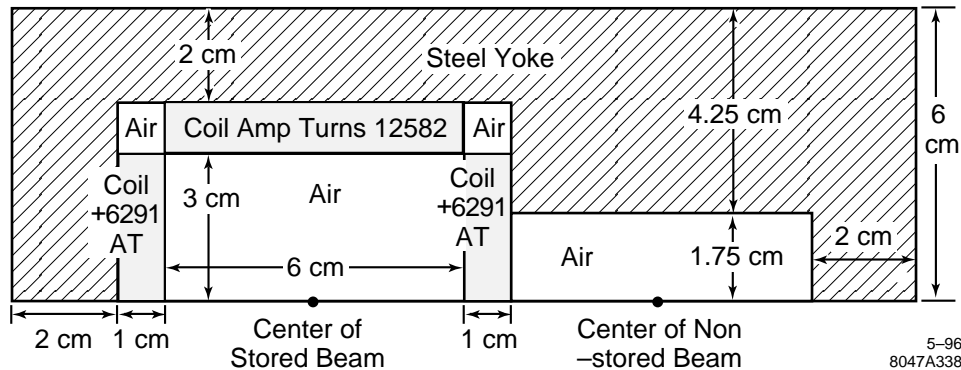 2 cm
Steel Yoke
Air
Coil Amp Turns 12582
Air
4.25 cm
6
cm
Coil
+6291
AT
3 cm
Air
Coil
+6291
AT
6 cm
Air
1.75 cm
2 cm
2 cm
1 cm
Center of
Stored Beam
1 cm
Center of Non
–stored Beam
5–96
8047A338